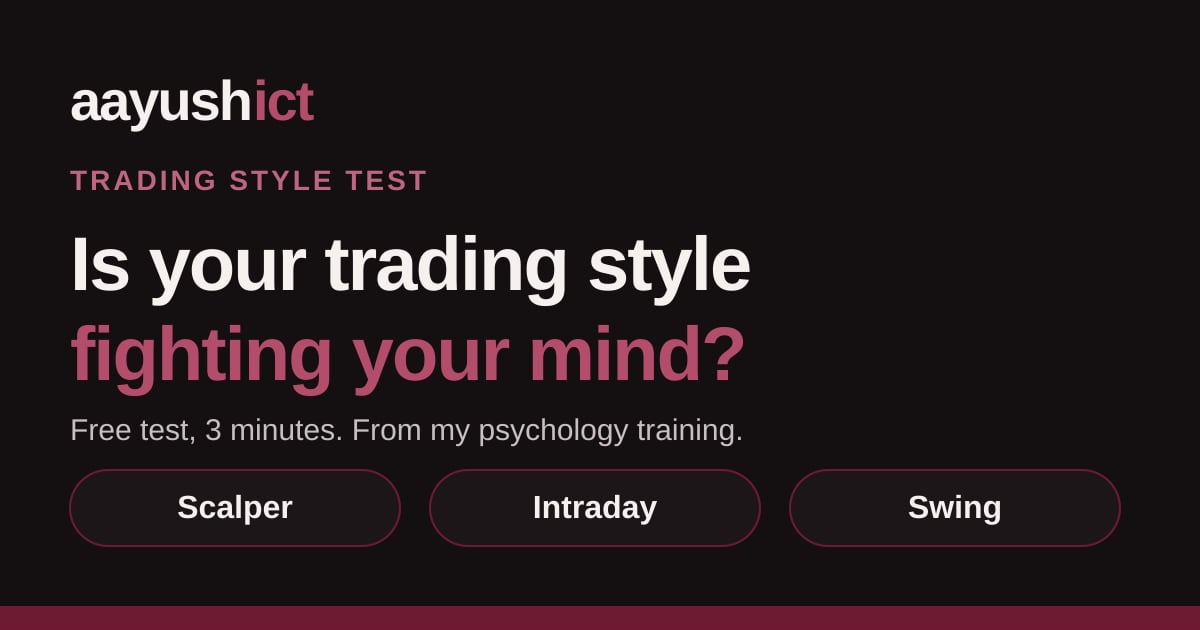 aayushict
TRADING STYLE TEST
Is your trading style
fighting your mind?
Free test, 3 minutes. From my psychology training.
Scalper
Intraday
Swing